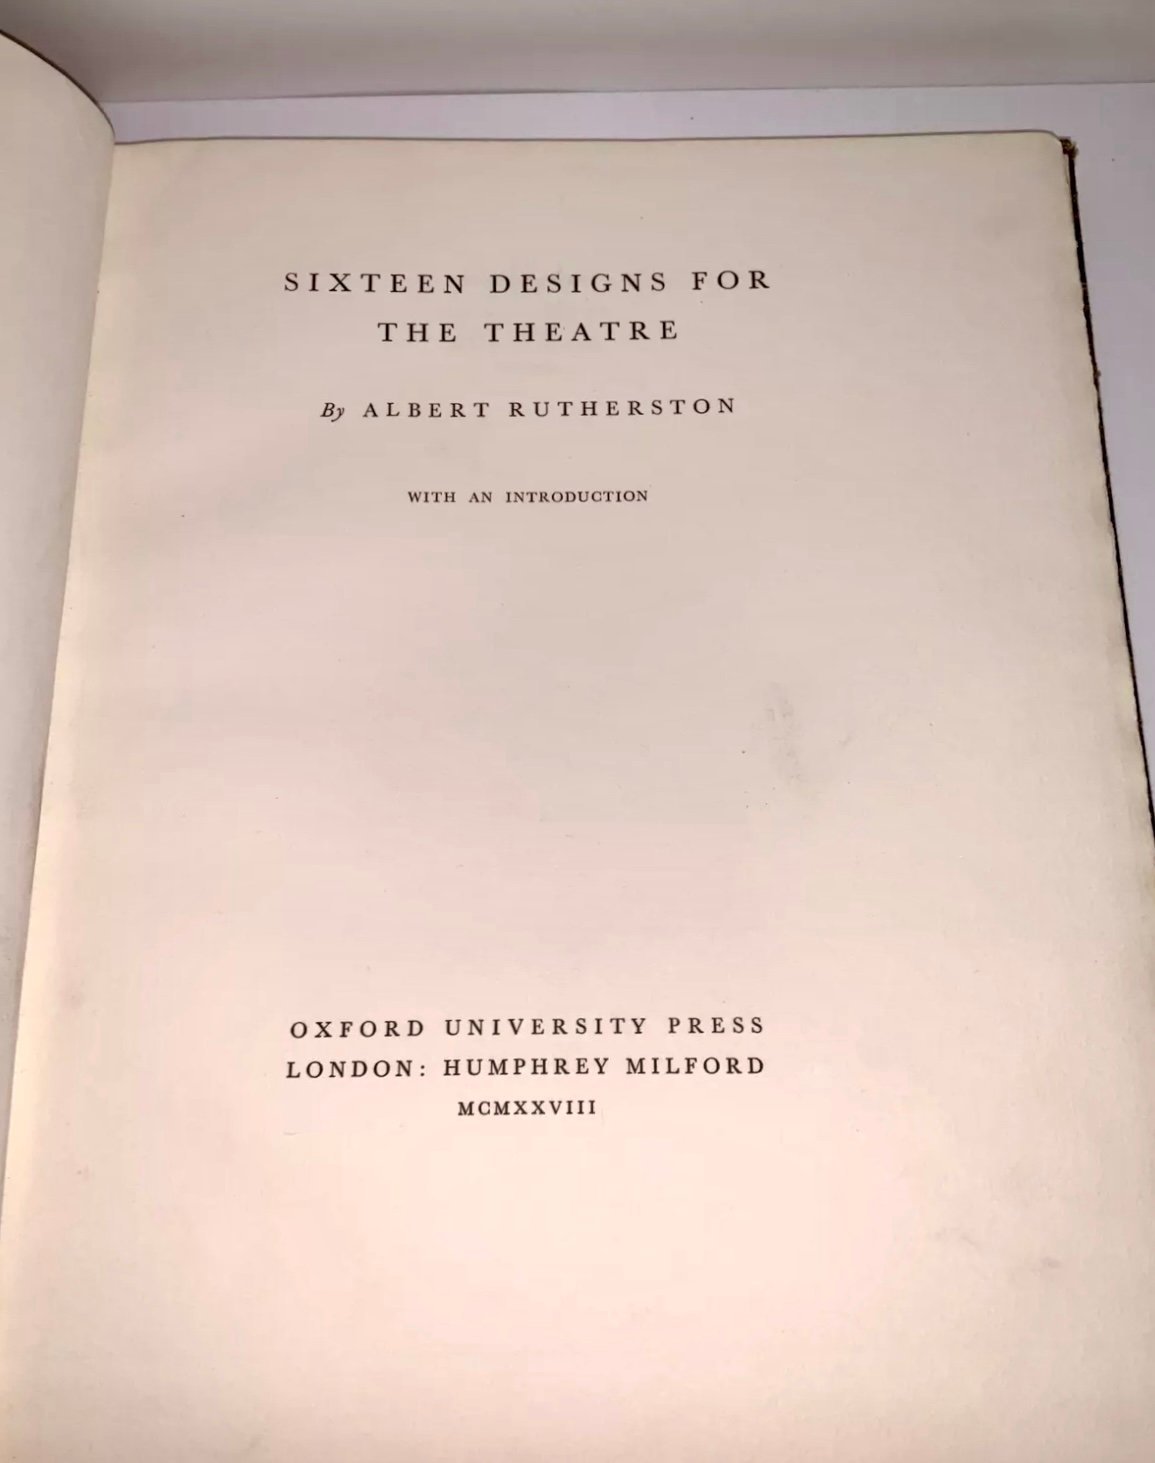 SIXTEEN DESIGNS FOR
THE THEATRE
By ALBERT RUTHERSTON
WITH AN INTRODUCTION
OXFORD UNIVERSITY PRESS
LONDON: HUMPHREY MILFORD
MCMXXVIII